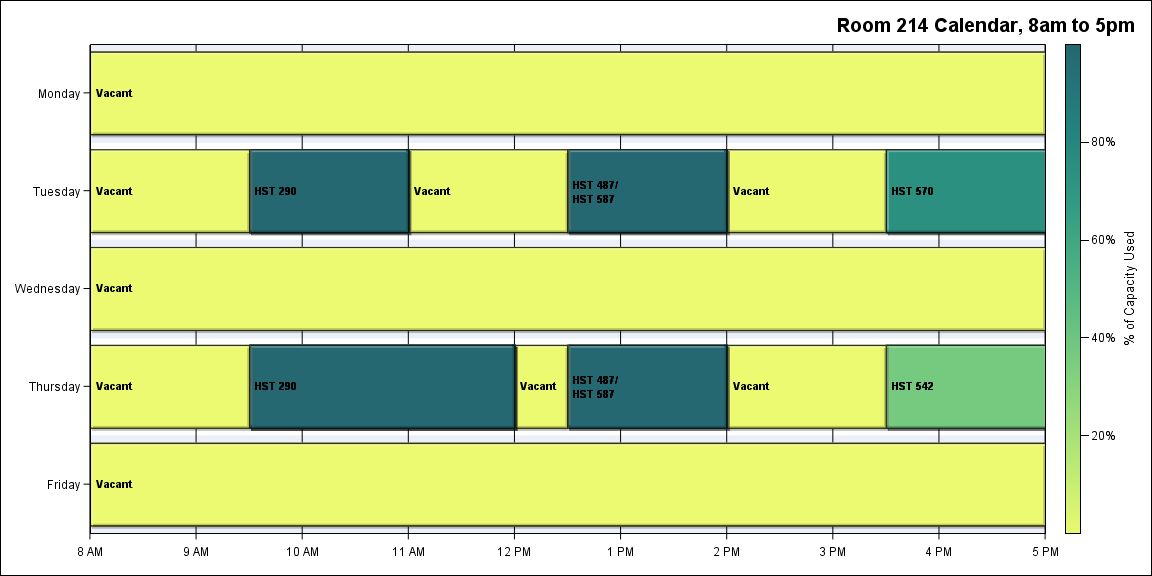 Room 214 Calendar, 8am to 5pm
Monday
Vacant
Tuesday
Vacant
HST 290
Vacant
HST 487/
HST 587
Vacant
HST 570
Wednesday
Vacant
Thursday
Vacant
HST 290
Vacant
HST 487/
HST 587
Vacant
HST 542
Friday
Vacant
8 AM
9 AM
10 AM
11 AM
12 PM
1 PM
2 PM
3 PM
4 PM
5 PM
80%
60%
40%
20%
% of Capacity Used